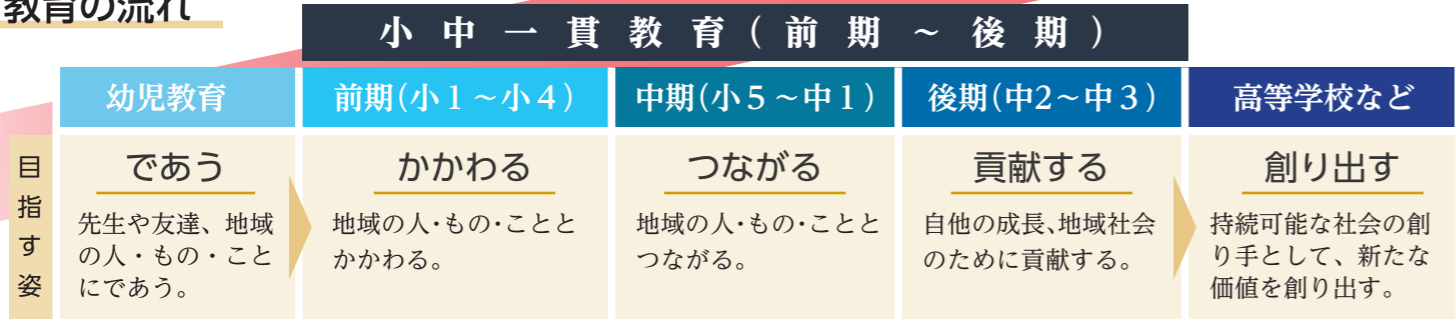 教育の流れ
小中一貫教育(前期~後期)
幼児教育
前期(小1~小4)
中期(小5~中1)
後期(中2~中3)
高等学校など
目指す姿
であう
先生や友達、地域
の人・もの・こと
にであう。
かかわる
地域の人・もの・ことと
かかわる。
つながる
地域の人・もの・ことと
つながる。
貢献する
自他の成長、地域社会
のために貢献する。
創り出す
持続可能な社会の創
り手として、新たな
価値を創り出す。